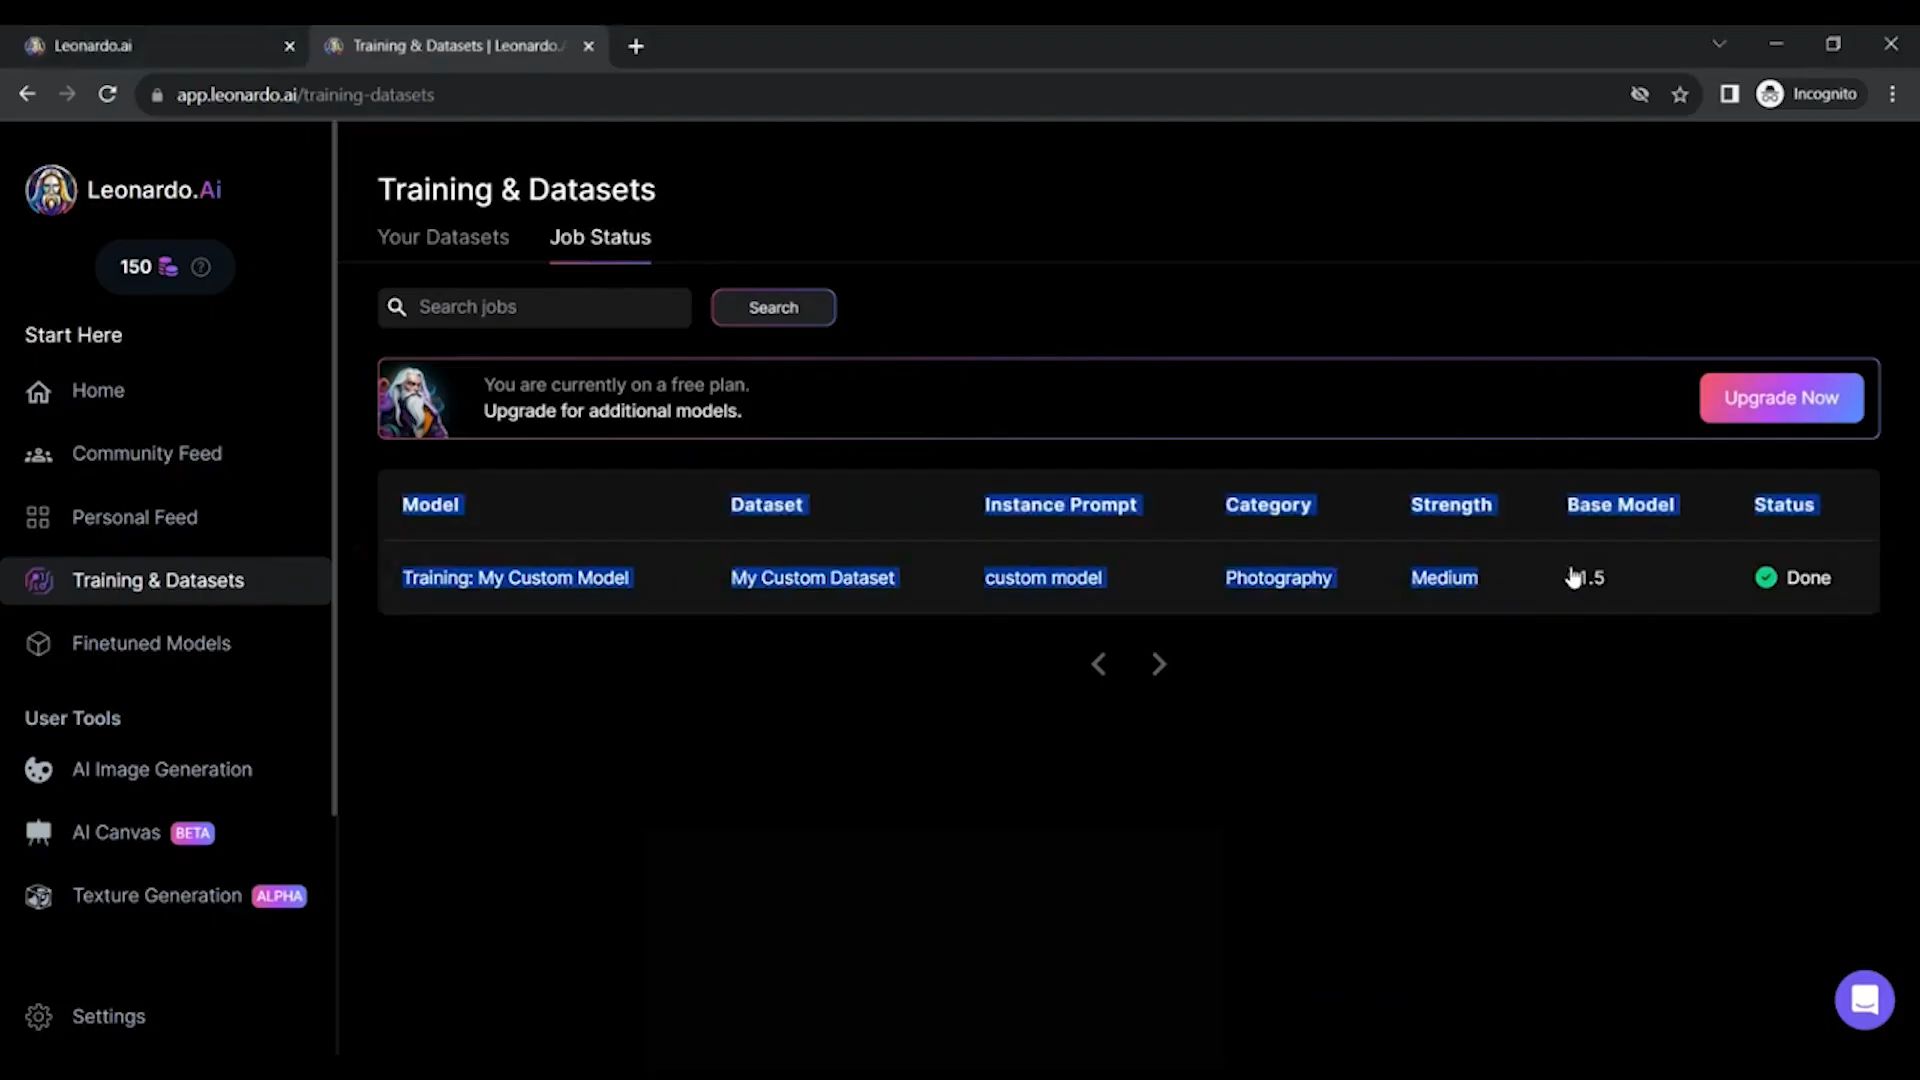 Leonardo.ai
Training & Datasets | Leonardo.
app.leonardo.ai/training-datasets
Incognito
Leonardo.Ai
150
Start Here
Home
Community Feed
Personal Feed
Training & Datasets
Finetuned Models
User Tools
AI Image Generation
AI Canvas BETA
Texture Generation ALPHA
Settings
Training & Datasets
Your Datasets Job Status
Search jobs Search
You are currently on a free plan.
Upgrade for additional models.
Upgrade Now
Model Dataset Instance Prompt Category Strength Base Model Status
Training: My Custom Model My Custom Dataset custom model Photography Medium 1.5 Done